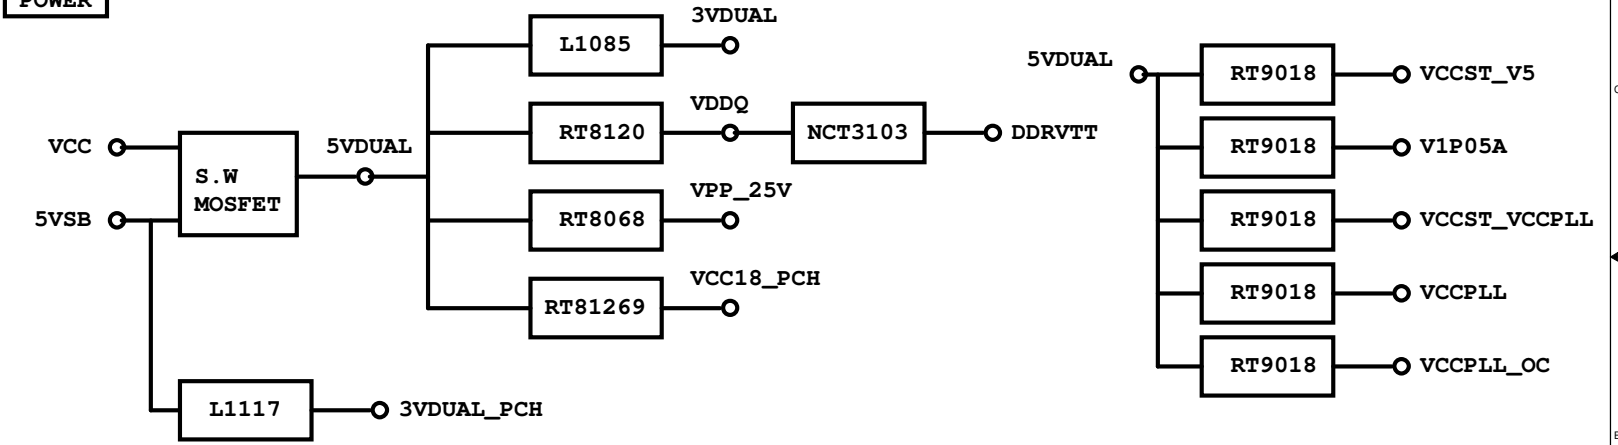 POWER
VCC
5VSB
S.W
MOSFET
5VDUAL
L1085
3VDUAL
RT8120
VDDQ
NCT3103
DDRVTT
RT8068
VPP_25V
RT81269
VCC18_PCH
L1117
3VDUAL_PCH
5VDUAL
RT9018
VCCST_V5
RT9018
V1P05A
RT9018
VCCST_VCCPLL
RT9018
VCCPLL
RT9018
VCCPLL_OC